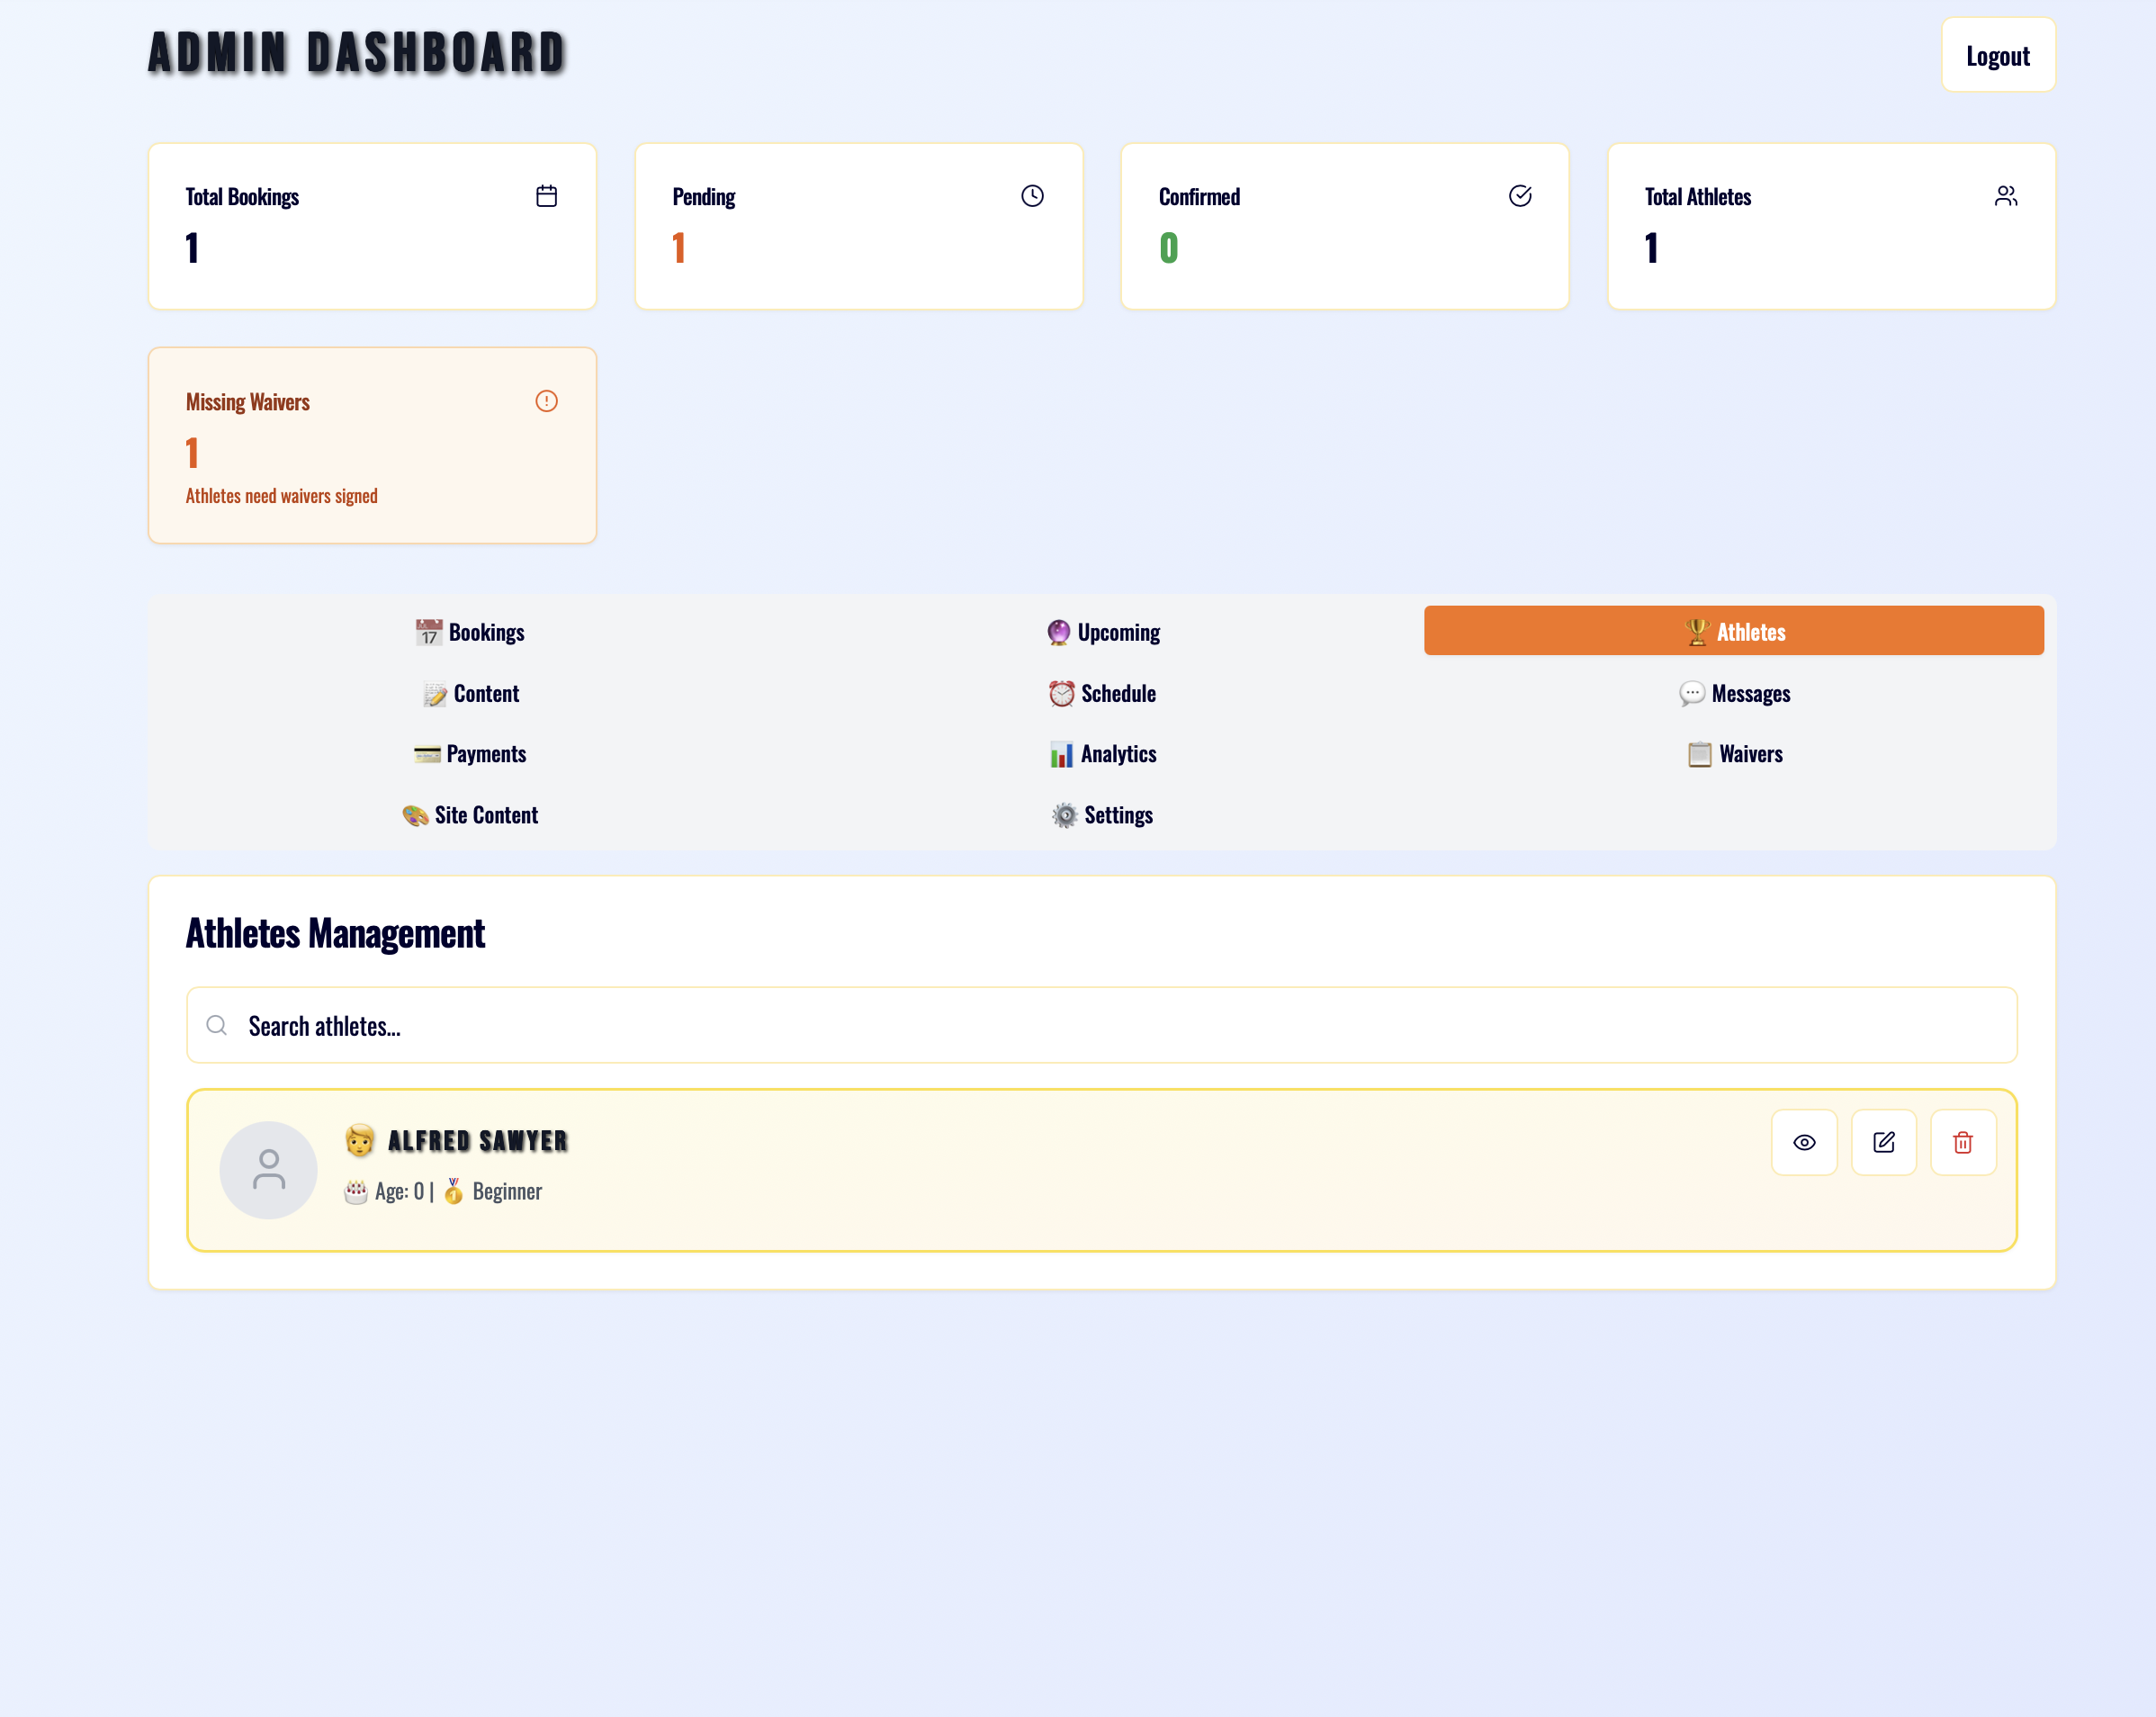 ADMIN DASHBOARD
Logout
Total Bookings
1
Pending
1
Confirmed
0
Total Athletes
1
Missing Waivers
1
Athletes need waivers signed
📅 Bookings
🔮 Upcoming
🏆 Athletes
📝 Content
⏰ Schedule
💬 Messages
💳 Payments
📊 Analytics
📋 Waivers
🎨 Site Content
⚙️ Settings
Athletes Management
Search athletes...
🧒 ALFRED SAWYER
🎂 Age: 0 | 🏅 Beginner